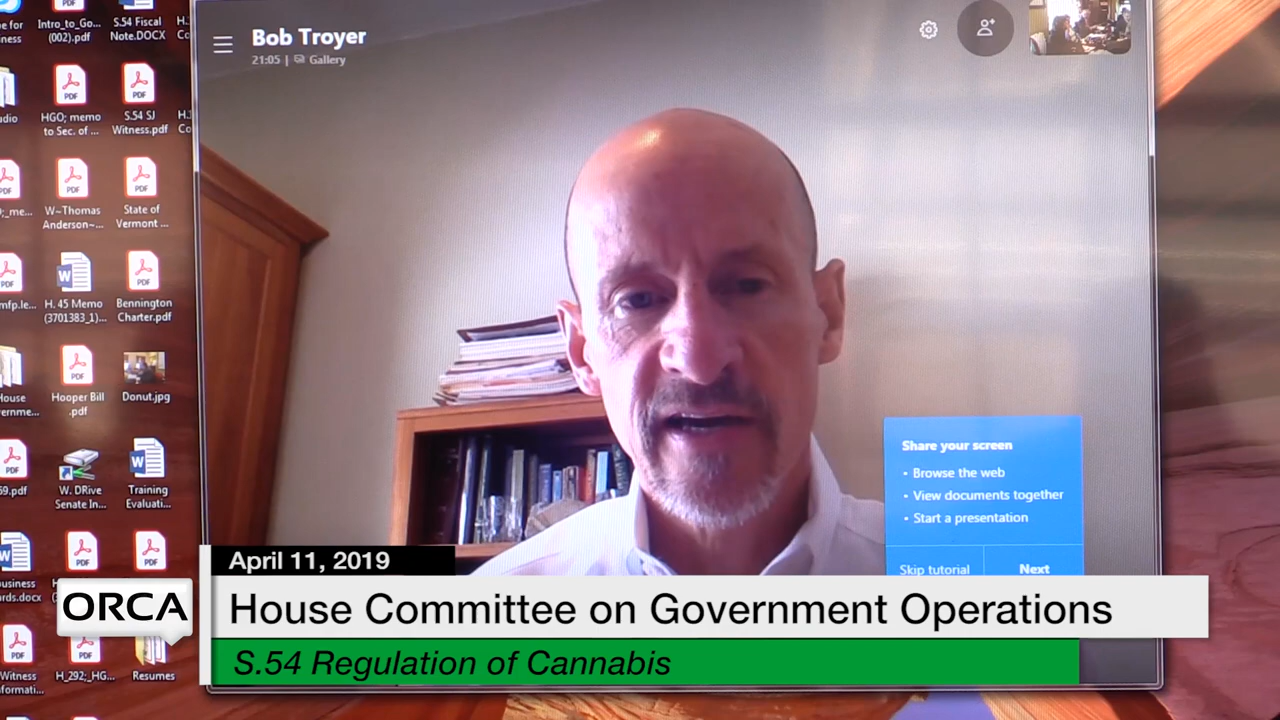 Intro_to_Go...
(002).pdf
S.54 Fiscal
Note.DOCX
HGO; memo
to Sec. of ...
S.54 SJ
Witness.pdf
W~Thomas
Anderson~...
State of
Vermont ...
H. 45 Memo
(3701383_1)...
Bennington
Charter.pdf
Hooper Bill
.pdf
Donut.jpg
W. DRive
Senate In...
Training
Evaluati...
H_292;_HG...
Resumes
Bob Troyer
21:05 | Gallery
Share your screen
• Browse the web
• View documents together
• Start a presentation
Skip tutorial
Next
April 11, 2019
ORCA
House Committee on Government Operations
S.54 Regulation of Cannabis